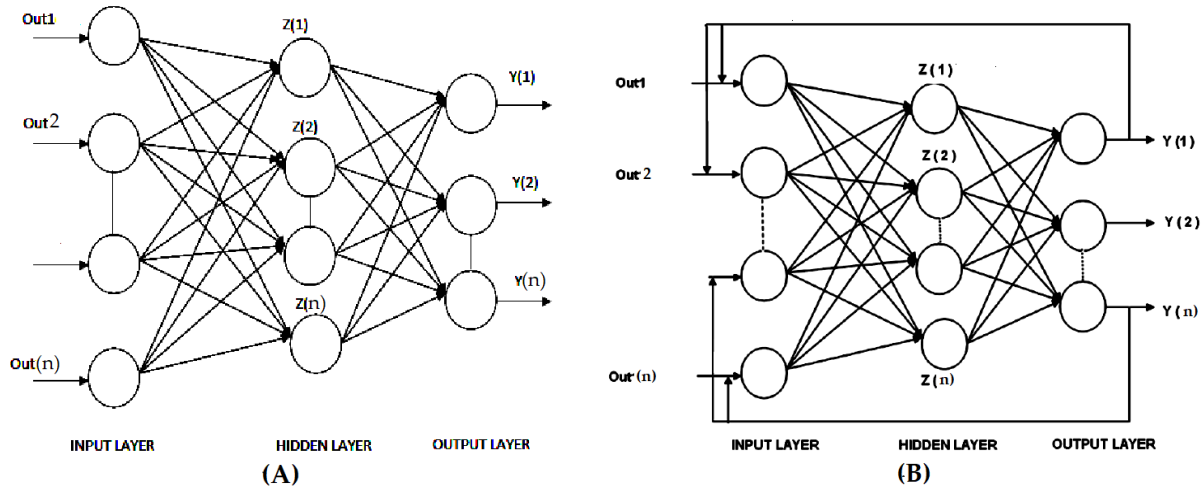 Out1
Z(1)
Y(1)
Out2
Z(2)
Y(2)
Y(n)
Z(n)
Out(n)
INPUT LAYER
HIDDEN LAYER
OUTPUT LAYER
(A)
Out1
Z(1)
Y(1)
Out 2
Z(2)
Y(2)
Y(n)
Out(n)
Z(n)
INPUT LAYER
HIDDEN LAYER
OUTPUT LAYER
(B)